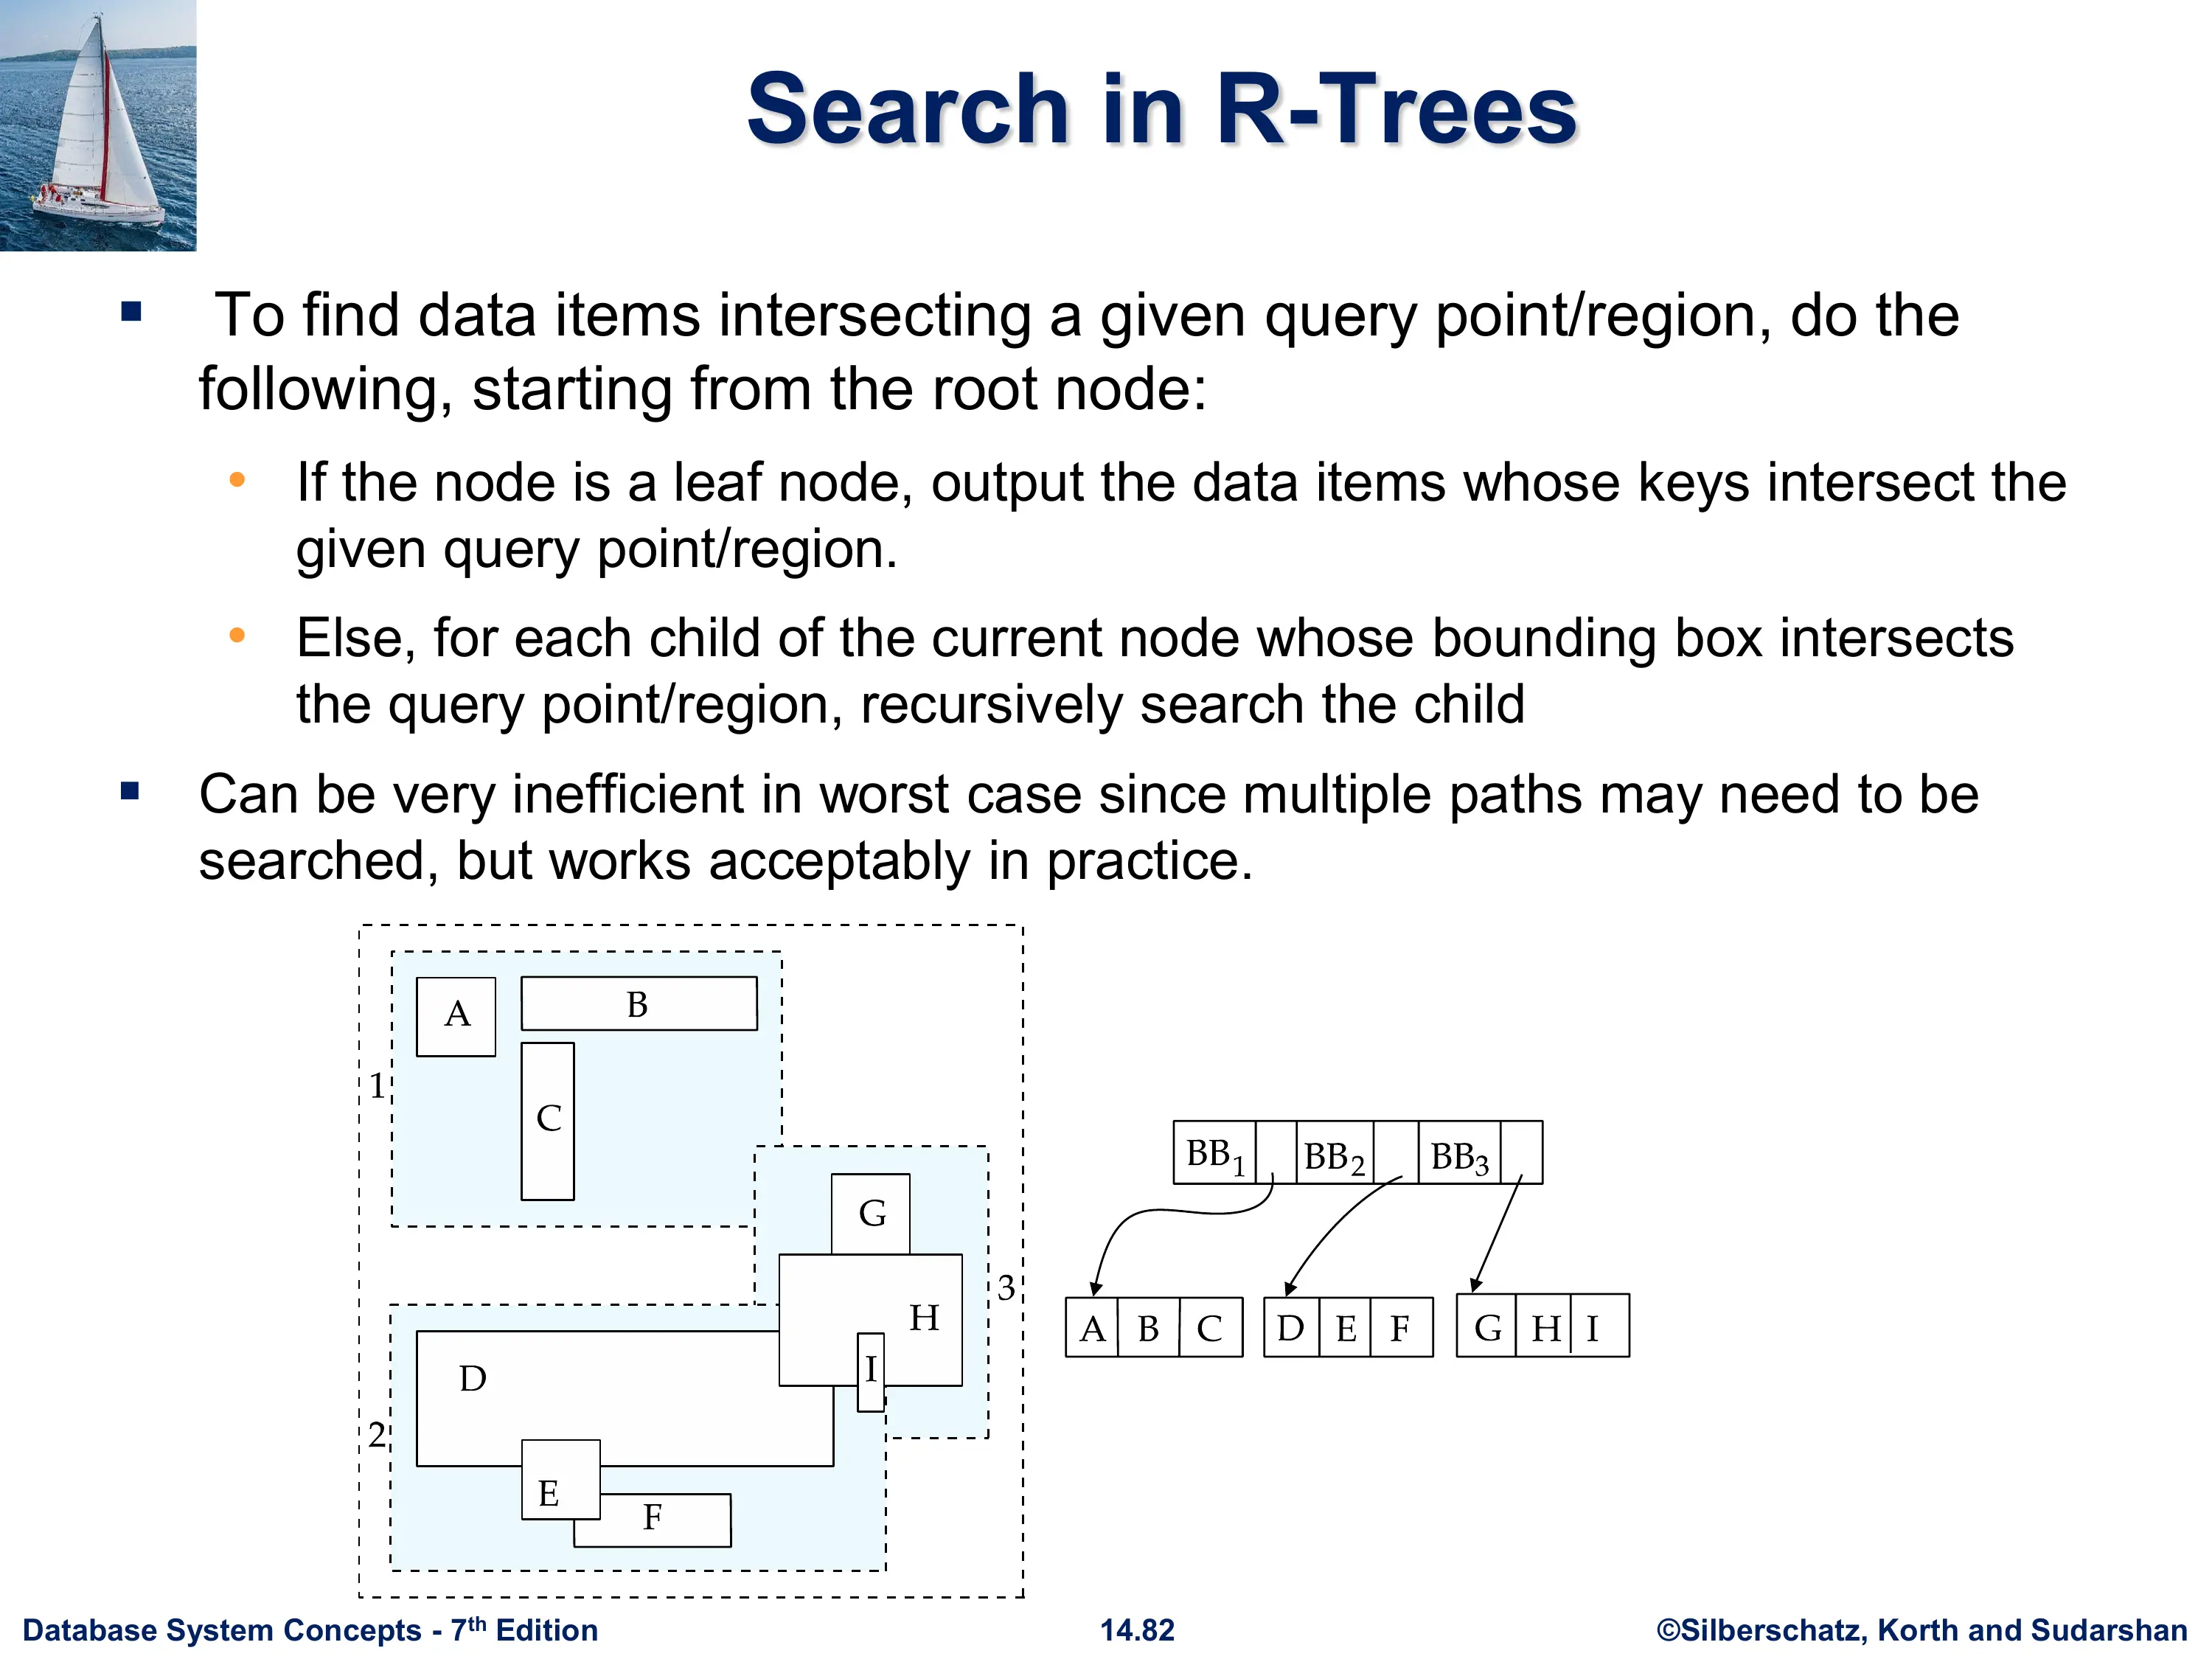 Search in R-Trees
▪ To find data items intersecting a given query point/region, do the
following, starting from the root node:
• If the node is a leaf node, output the data items whose keys intersect the
given query point/region.
• Else, for each child of the current node whose bounding box intersects
the query point/region, recursively search the child
▪ Can be very inefficient in worst case since multiple paths may need to be
searched, but works acceptably in practice.
A
B
1
C
G
3
H
I
D
2
E
F
BB1 BB2 BB3
A B C D E F G H I
Database System Concepts - 7th Edition 14.82 ©Silberschatz, Korth and Sudarshan